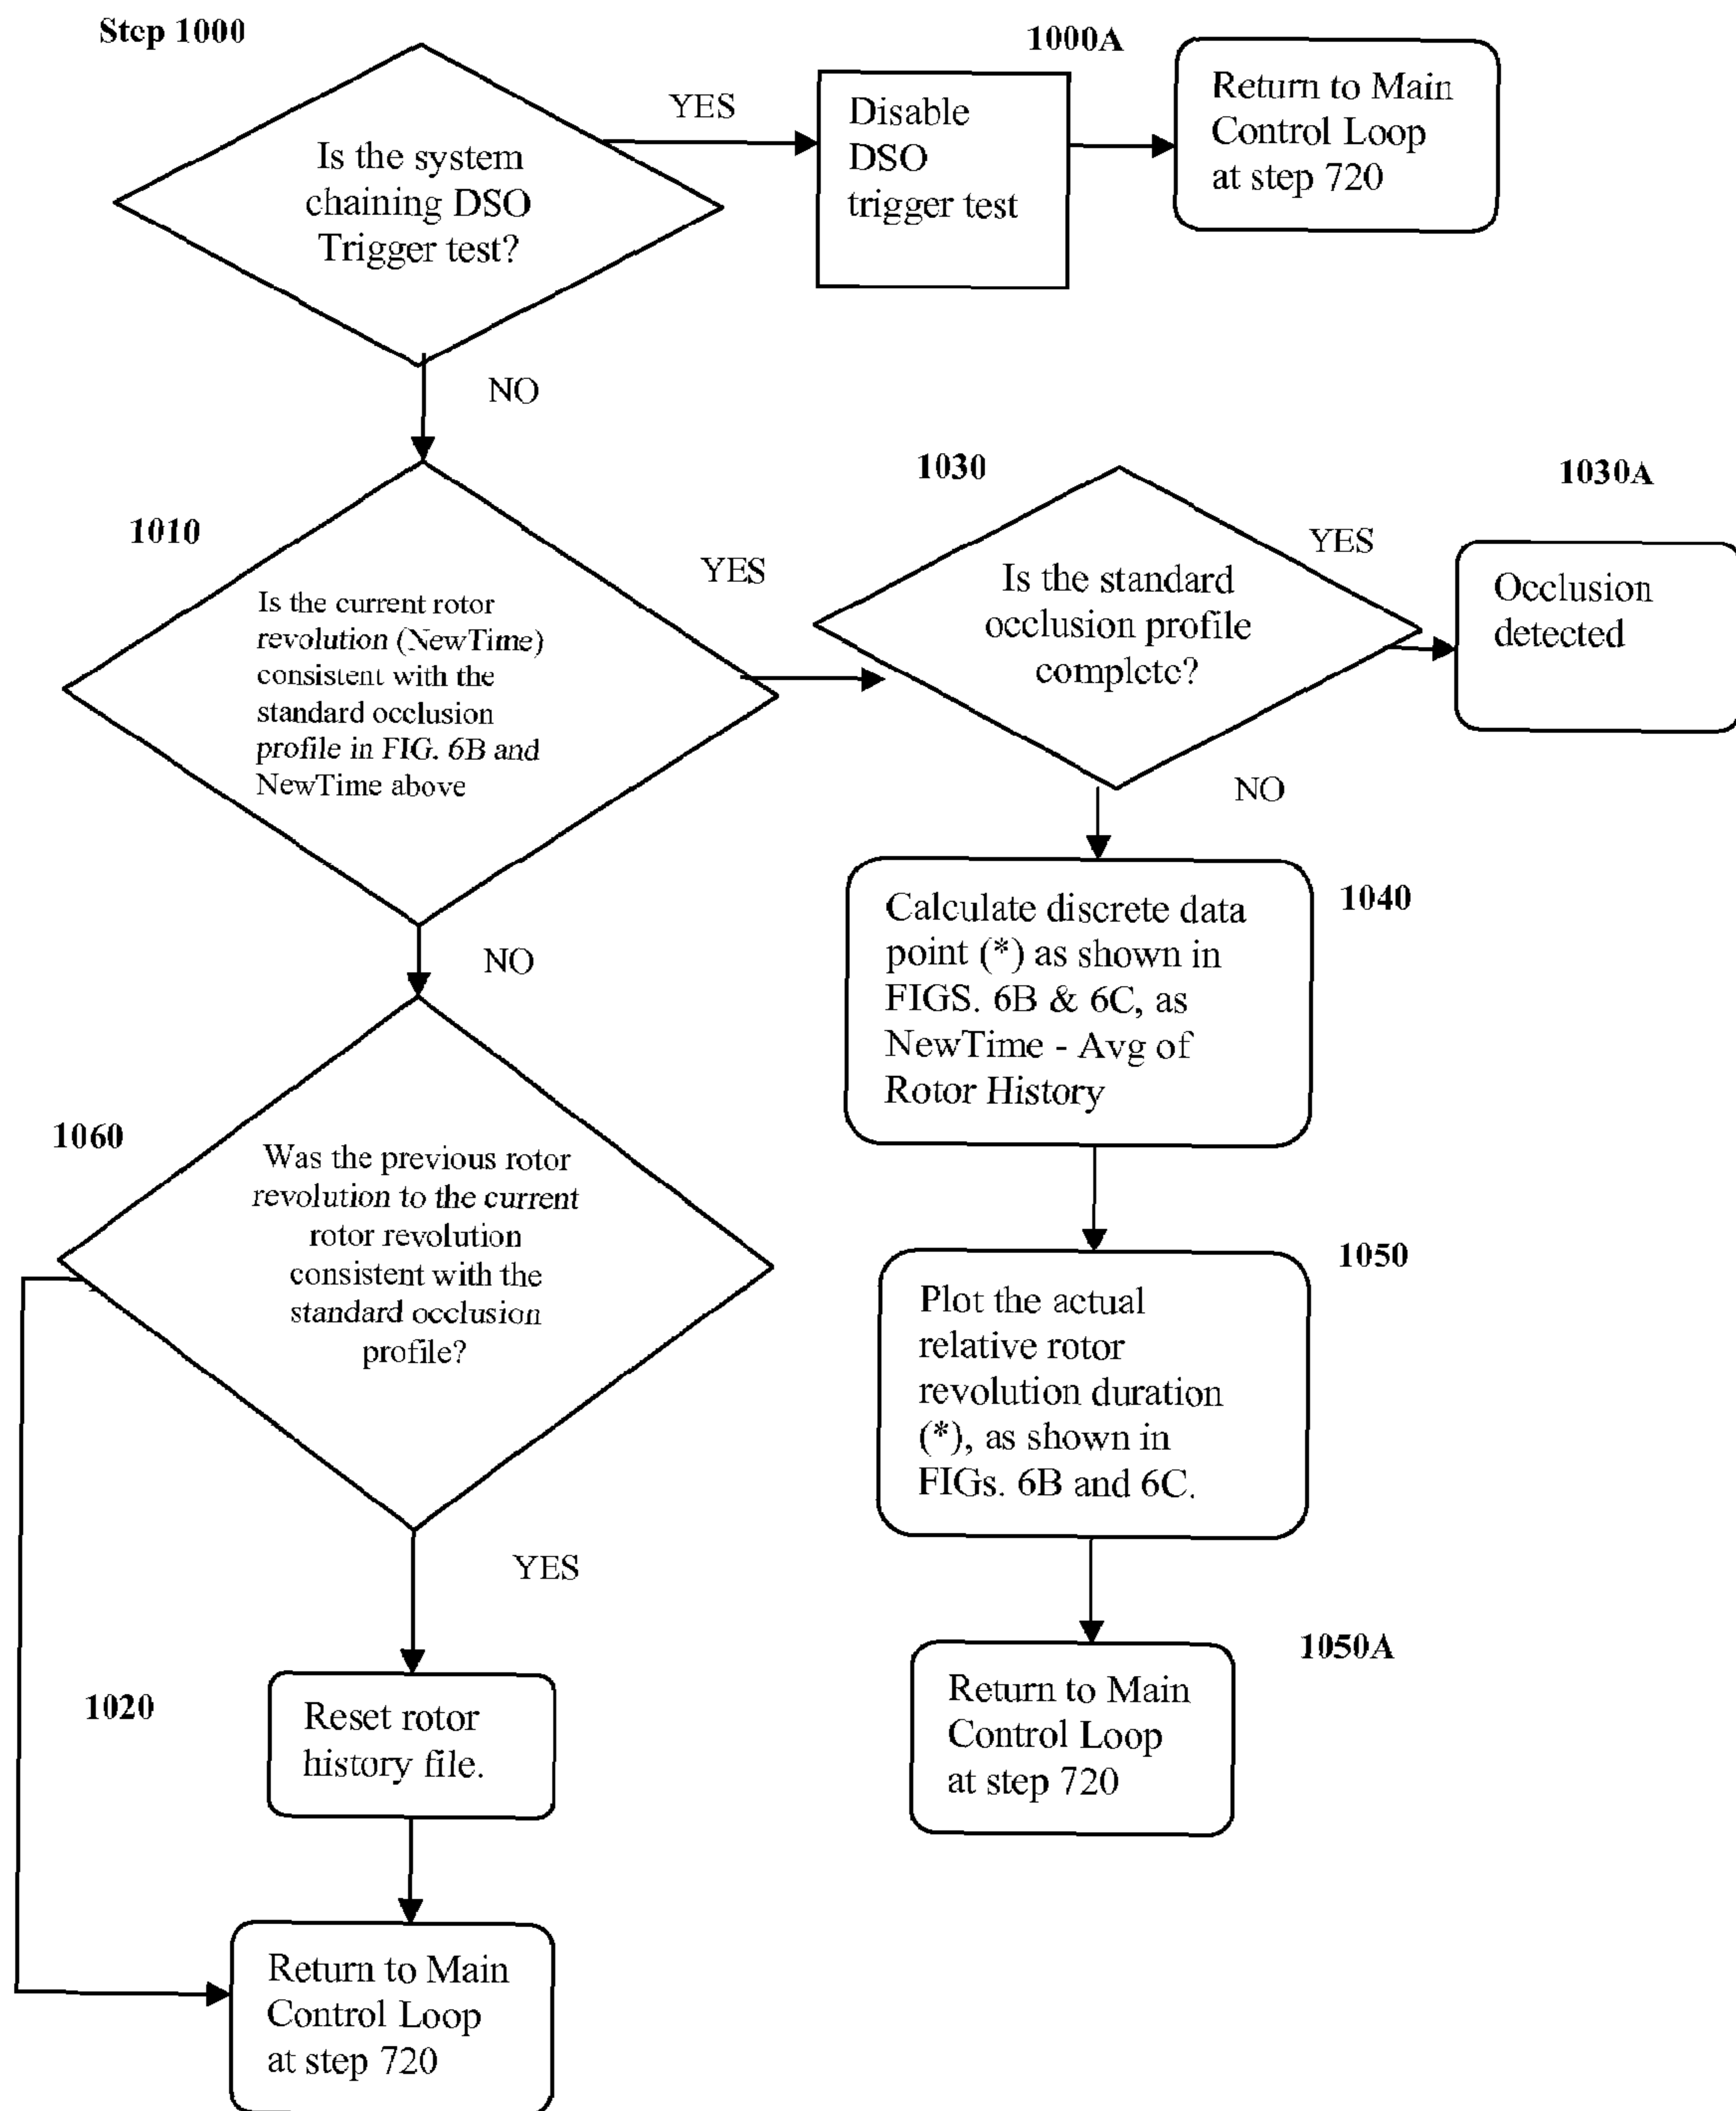 Step 1000
Is the system
chaining DSO
Trigger test?
YES
1000A
Disable
DSO
trigger test
Return to Main
Control Loop
at step 720
NO
1010
Is the current rotor
revolution (NewTime)
consistent with the
standard occlusion
profile in FIG. 6B and
NewTime above
YES
1030
Is the standard
occlusion profile
complete?
YES
1030A
Occlusion
detected
NO
1040
Calculate discrete data
point (*) as shown in
FIGS. 6B & 6C, as
NewTime - Avg of
Rotor History
1050
Plot the actual
relative rotor
revolution duration
(*), as shown in
FIGs. 6B and 6C.
1050A
Return to Main
Control Loop
at step 720
NO
1060
Was the previous rotor
revolution to the current
rotor revolution
consistent with the
standard occlusion
profile?
YES
1020
Reset rotor
history file.
Return to Main
Control Loop
at step 720